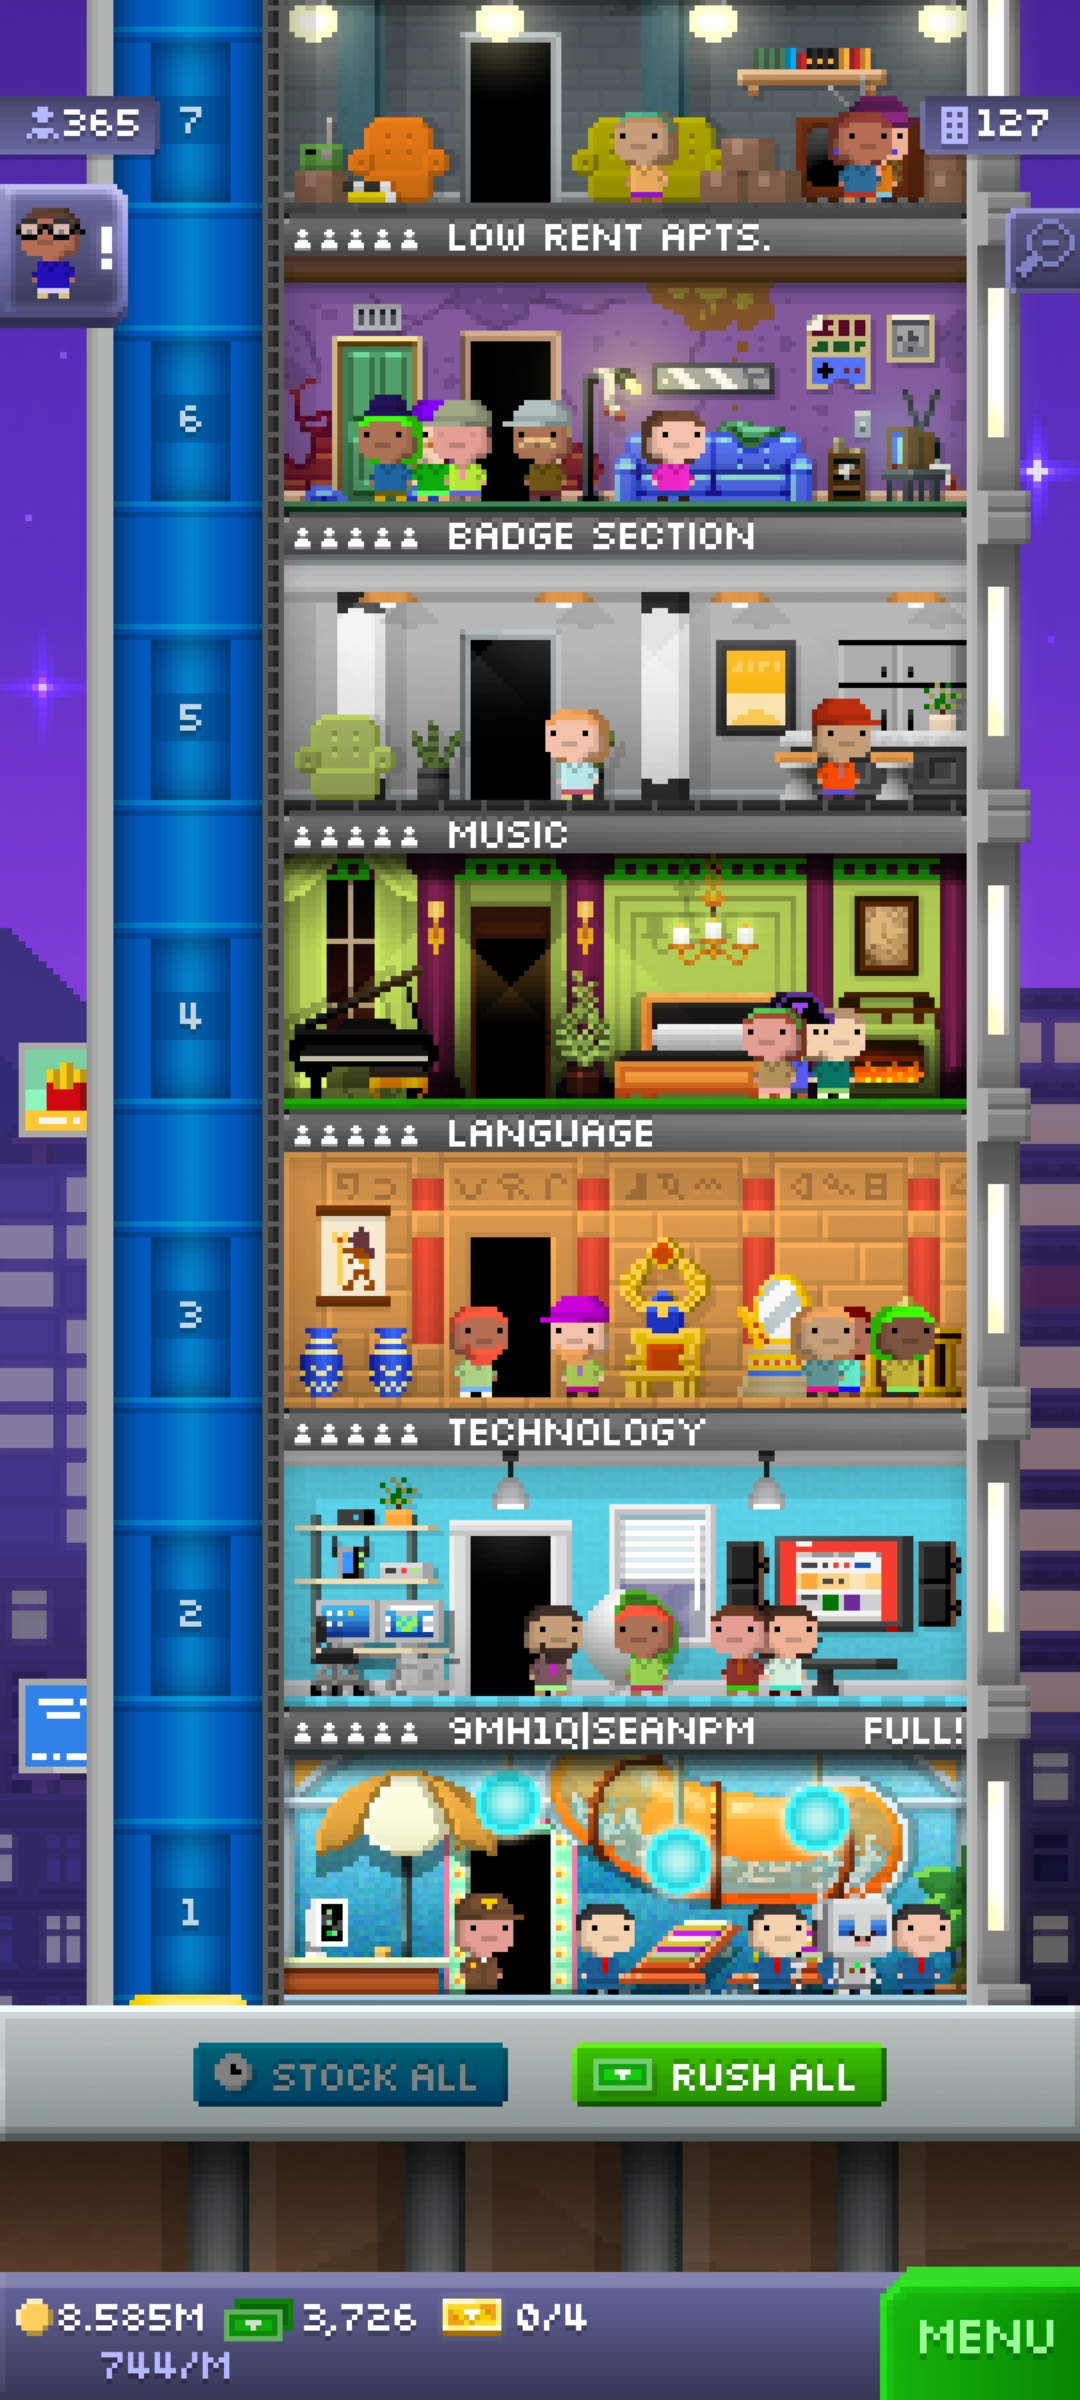 7
365
127
!
LOW RENT APTS.
6
BADGE SECTION
5
MUSIC
4
LANGUAGE
3
TECHNOLOGY
2
9MH1Q|SEANPM FULL!
1
STOCK ALL
RUSH ALL
8.585M 3,726 0/4
744/M
MENU